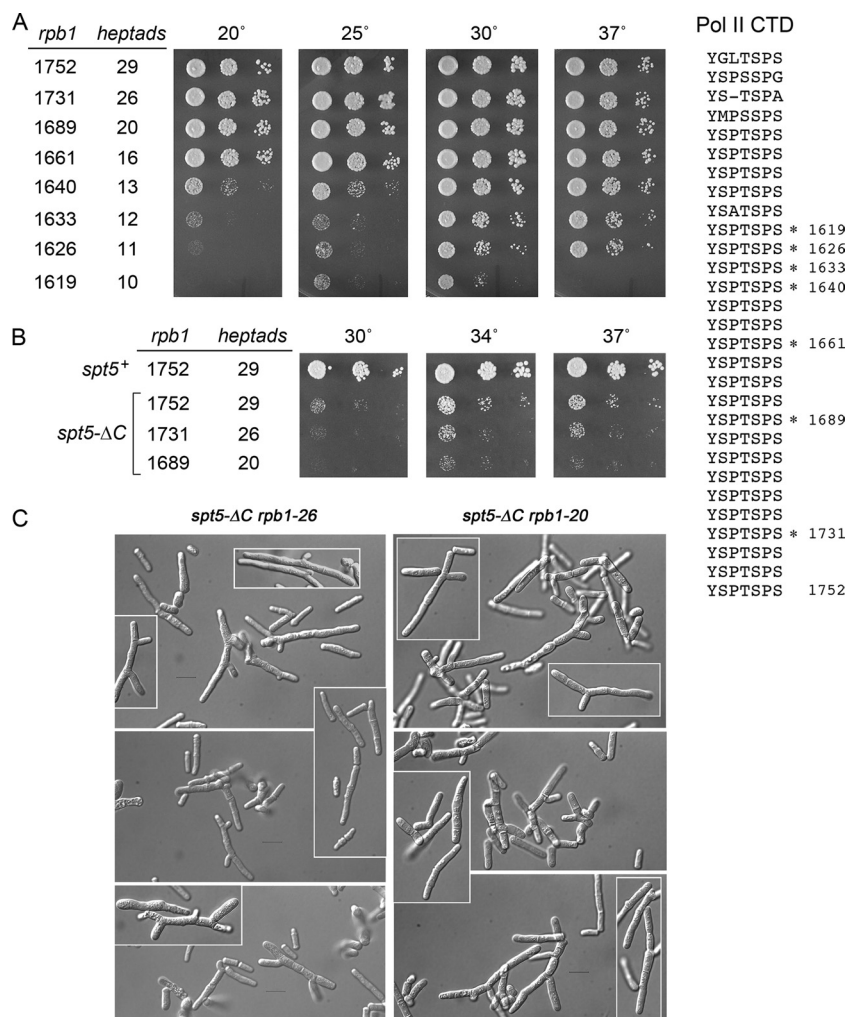 A
rpb1 heptads 20° 25° 30° 37°
1752 29
1731 26
1689 20
1661 16
1640 13
1633 12
1626 11
1619 10
B
rpb1 heptads 30° 34° 37°
spt5+ 1752 29
1752 29
spt5-ΔC 1731 26
1689 20
C
spt5-ΔC rpb1-26 spt5-ΔC rpb1-20
Pol II CTD
YGLTSPS
YSPSSPG
YS-TSPA
YMPSSPS
YSPTSPS
YSPTSPS
YSPTSPS
YSPTSPS
YSATSPS
YSPTSPS * 1619
YSPTSPS * 1626
YSPTSPS * 1633
YSPTSPS * 1640
YSPTSPS
YSPTSPS
YSPTSPS * 1661
YSPTSPS
YSPTSPS
YSPTSPS
YSPTSPS * 1689
YSPTSPS
YSPTSPS
YSPTSPS
YSPTSPS
YSPTSPS
YSPTSPS * 1731
YSPTSPS
YSPTSPS
YSPTSPS 1752